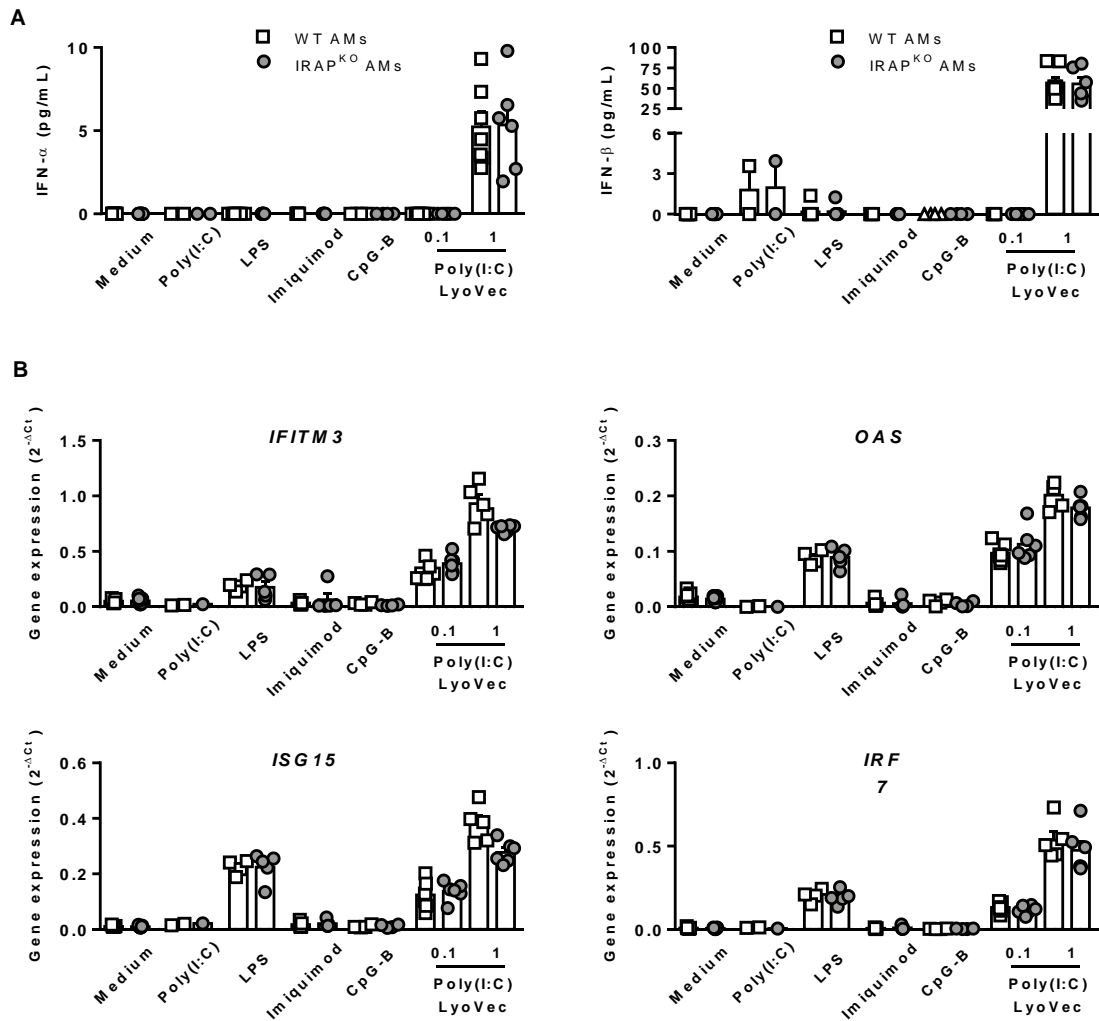 A
WT AMs
IRAP^KO AMs
IFN-α (pg/mL)
10
5
0
Medium
Poly(I:C)
LPS
Imiquimod
CpG-B
0.1
1
Poly(I:C)
LyoVec
WT AMs
IRAP^KO AMs
IFN-β (pg/mL)
100
75
50
25
6
3
0
Medium
Poly(I:C)
LPS
Imiquimod
CpG-B
0.1
1
Poly(I:C)
LyoVec
B
IFITM3
Gene expression (2^-ΔCt)
1.5
1.0
0.5
0.0
Medium
Poly(I:C)
LPS
Imiquimod
CpG-B
0.1
1
Poly(I:C)
LyoVec
OAS
Gene expression (2^-ΔCt)
0.3
0.2
0.1
0.0
Medium
Poly(I:C)
LPS
Imiquimod
CpG-B
0.1
1
Poly(I:C)
LyoVec
ISG15
Gene expression (2^-ΔCt)
0.6
0.4
0.2
0.0
Medium
Poly(I:C)
LPS
Imiquimod
CpG-B
0.1
1
Poly(I:C)
LyoVec
IRF
7
Gene expression (2^-ΔCt)
1.0
0.5
0.0
Medium
Poly(I:C)
LPS
Imiquimod
CpG-B
0.1
1
Poly(I:C)
LyoVec